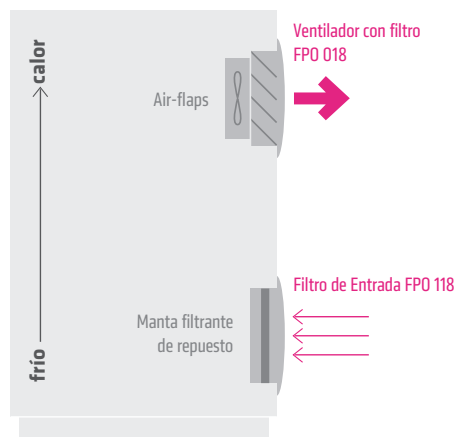 Ventilador con filtro
FPO 018
calor
Air-flaps
Filtro de Entrada FPO 118
Manta filtrante
de repuesto
frío